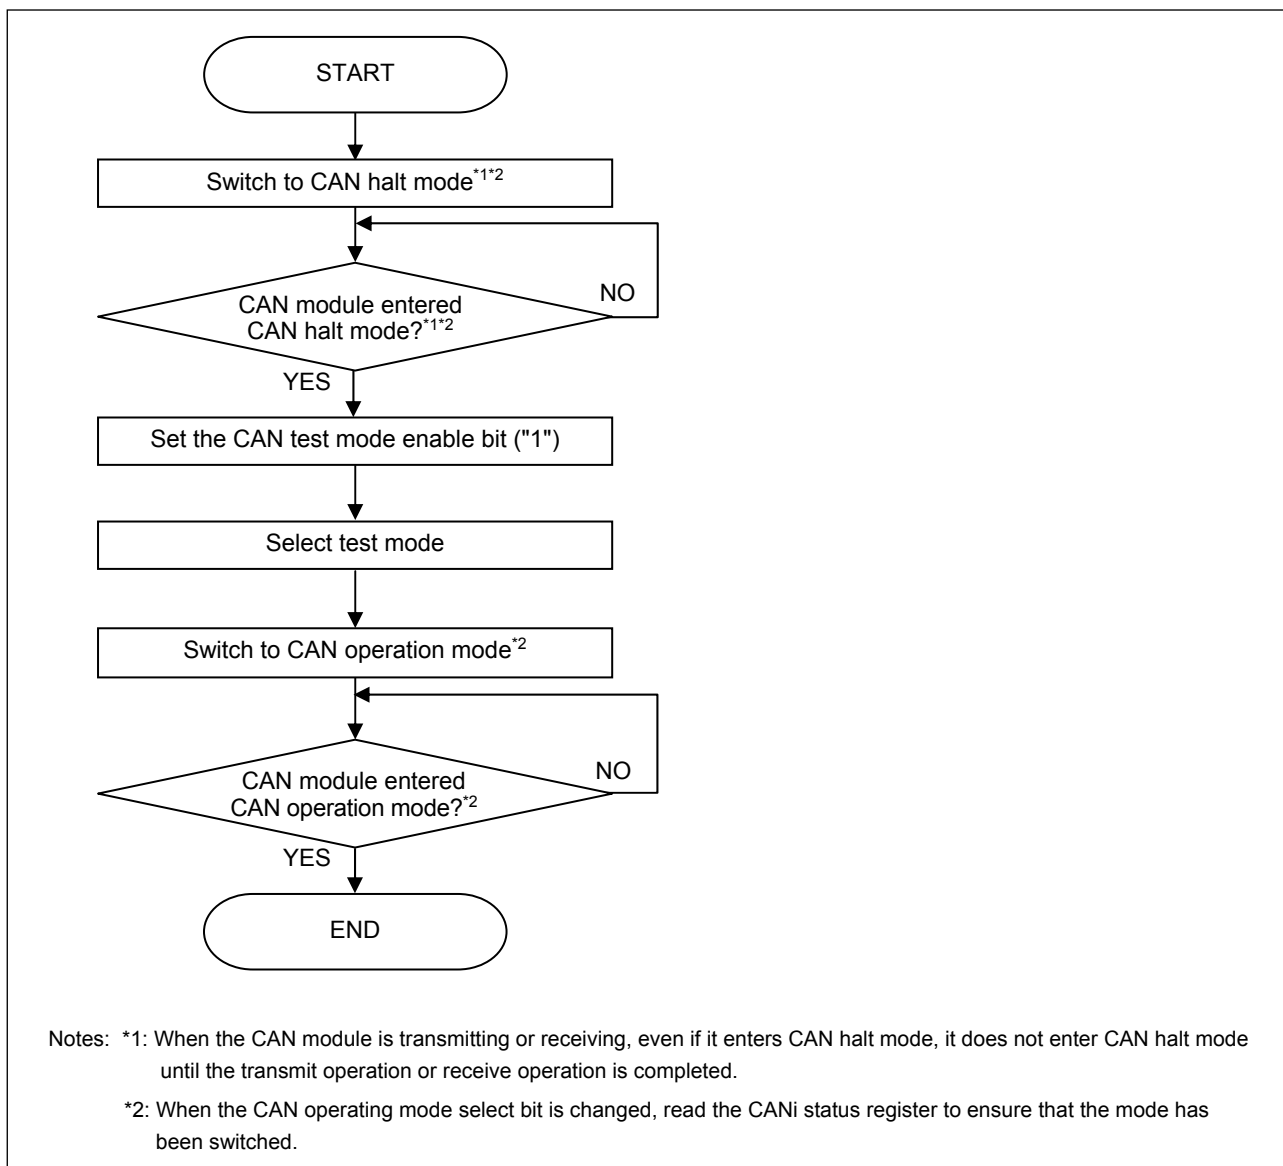 START
Switch to CAN halt mode*1*2
CAN module entered
CAN halt mode?*1*2
NO
YES
Set the CAN test mode enable bit ("1")
Select test mode
Switch to CAN operation mode*2
CAN module entered
CAN operation mode?*2
NO
YES
END
Notes: *1: When the CAN module is transmitting or receiving, even if it enters CAN halt mode, it does not enter CAN halt mode
until the transmit operation or receive operation is completed.
*2: When the CAN operating mode select bit is changed, read the CANi status register to ensure that the mode has
been switched.